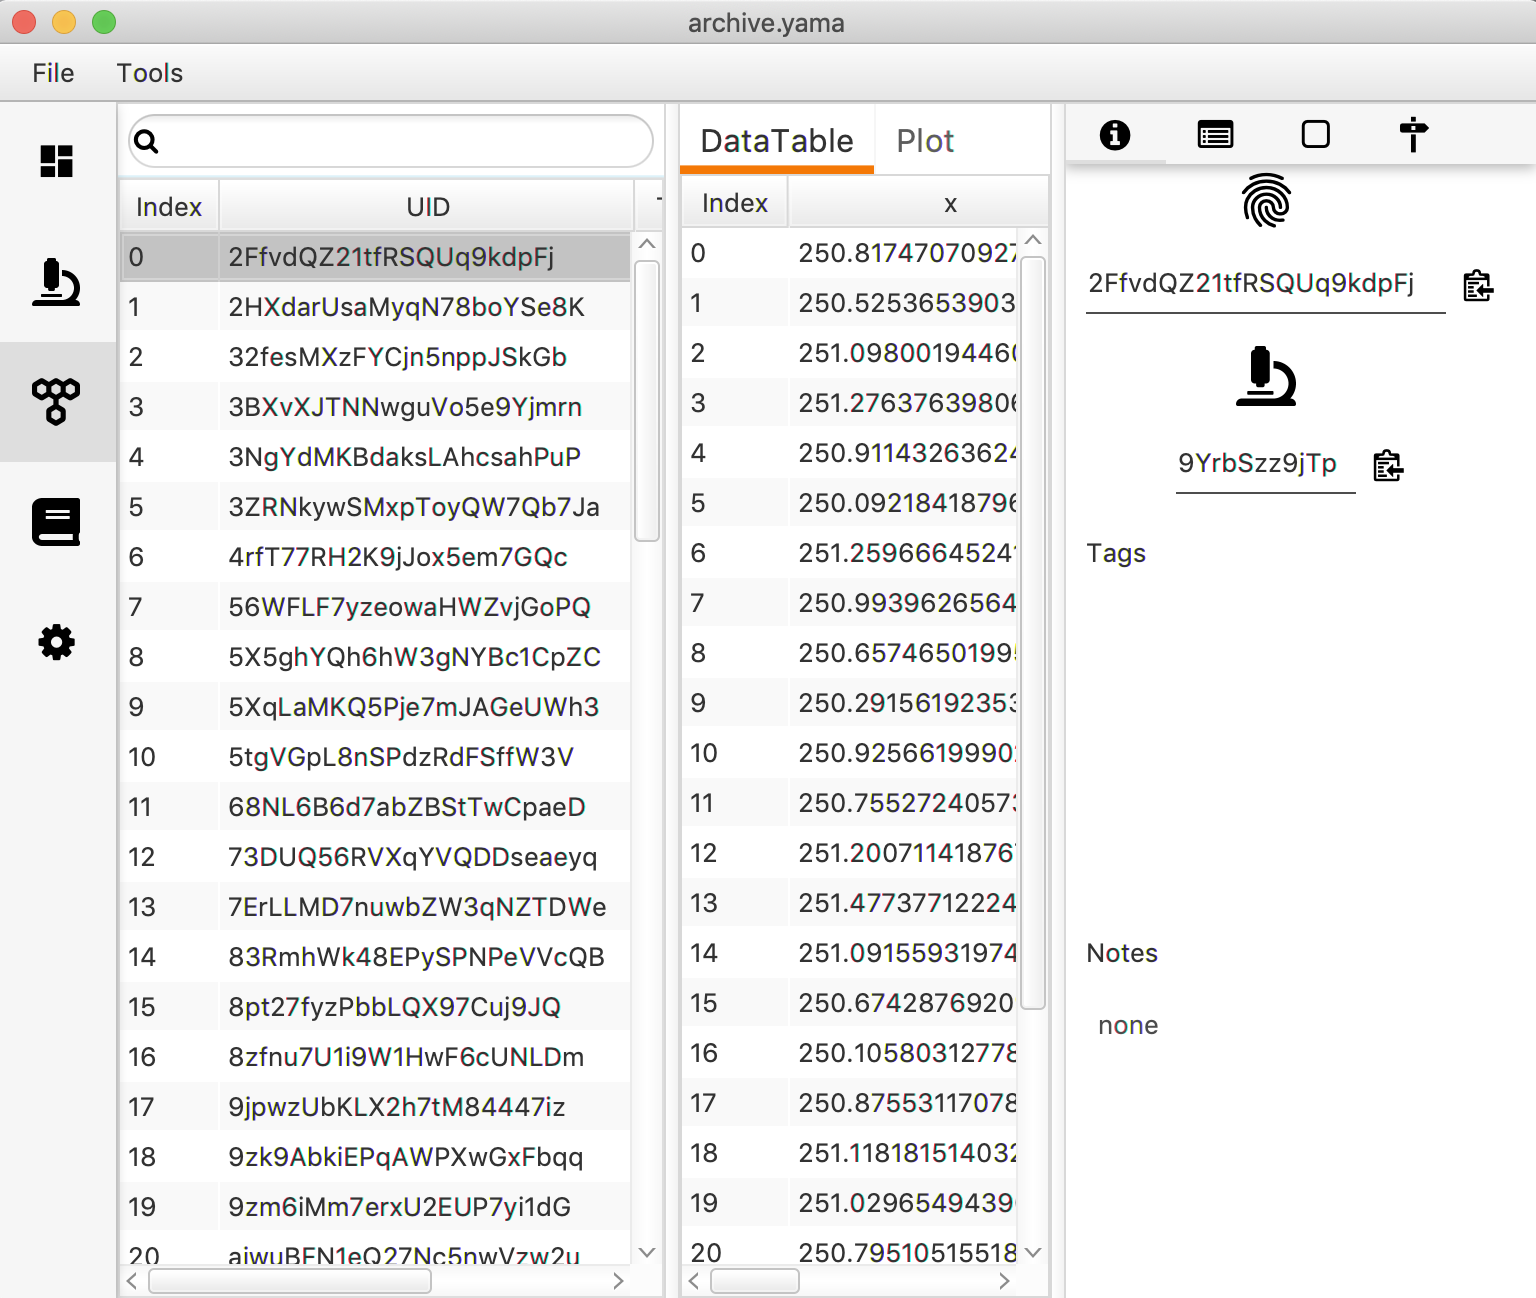 archive.yama
File Tools
Index UID
0 2FfvdQZ21tfRSQUq9kdpFj
1 2HXdarUsaMyqN78boYSe8K
2 32fesMXzFYCjn5nppJSkGb
3 3BXvXJTNNwguVo5e9Yjmrn
4 3NgYdMKBdaksLAhcsahPuP
5 3ZRNkywSMxpToyQW7Qb7Ja
6 4rfT77RH2K9jJox5em7GQc
7 56WFLF7yzeowaHWZvjGoPQ
8 5X5ghYQh6hW3gNYBc1CpZC
9 5XqLaMKQ5Pje7mJAGeUWh3
10 5tgVGpL8nSPdzRdFSffW3V
11 68NL6B6d7abZBStTwCpaeD
12 73DUQ56RVXqYVQDDseaeyq
13 7ErLLMD7nuwbZW3qNZTDWe
14 83RmhWk48EPySPNPeVVcQB
15 8pt27fyzPbbLQX97Cuj9JQ
16 8zfnu7U1i9W1HwF6cUNLDm
17 9jpwzUbKLX2h7tM84447iz
18 9zk9AbkiEPqAWPXwGxFbqq
19 9zm6iMm7erxU2EUP7yi1dG
20 aiwuBFN1eQ27Nc5nwVzw2u
DataTable Plot
Index x
0 250.81747070927
1 250.5253653903
2 251.09800194460
3 251.27637639806
4 250.91143263624
5 250.09218418796
6 251.25966645241
7 250.9939626564
8 250.65746501995
9 250.29156192353
10 250.92566199902
11 250.75527240573
12 251.20071141876
13 251.47737712224
14 251.09155931974
15 250.6742876920
16 250.10580312778
17 250.87553117078
18 251.11818151403
19 251.0296549439
20 250.79510515518
2FfvdQZ21tfRSQUq9kdpFj
9YrbSzz9jTp
Tags
Notes
none